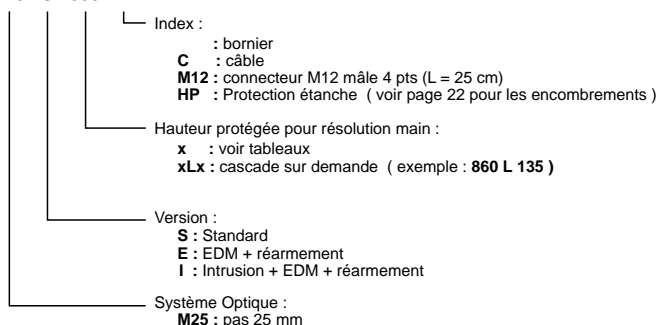 Index :
: bornier
C : câble
M12 : connecteur M12 mâle 4 pts (L = 25 cm)
HP : Protection étanche ( voir page 22 pour les encombrements )
Hauteur protégée pour résolution main :
x : voir tableaux
xLx : cascade sur demande ( exemple : 860 L 135 )
Version :
S : Standard
E : EDM + réarmement
I : Intrusion + EDM + réarmement
Système Optique :
M25 : pas 25 mm